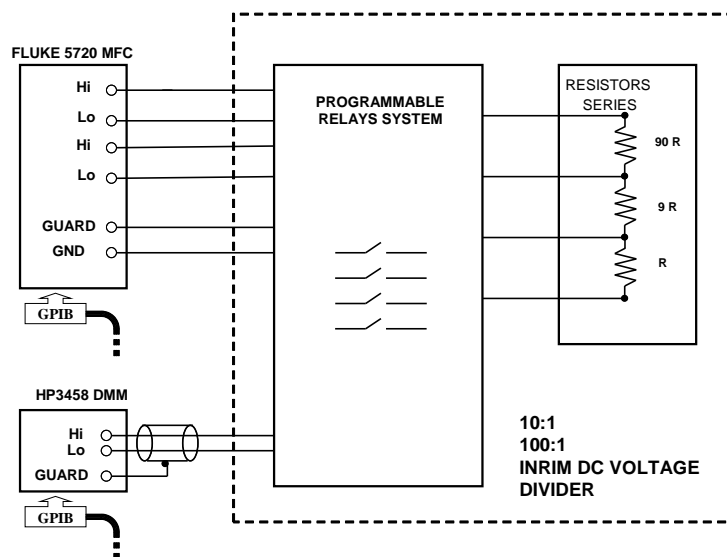 FLUKE 5720 MFC
Hi
Lo
Hi
Lo
GUARD
GND
GPIB
HP3458 DMM
Hi
Lo
GUARD
GPIB
PROGRAMMABLE
RELAYS SYSTEM
RESISTORS
SERIES
90 R
9 R
R
10:1
100:1
INRIM DC VOLTAGE
DIVIDER